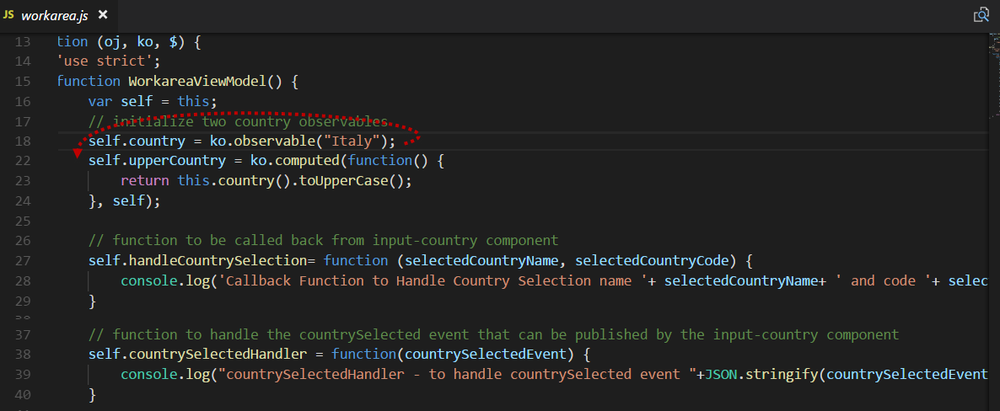 JS workarea.js ×
13 tion (oj, ko, $) {
14 'use strict';
15 function WorkareaViewModel() {
16 var self = this;
17 // initialize two country observables
18 self.country = ko.observable("Italy");
22 self.upperCountry = ko.computed(function() {
23 return this.country().toUpperCase();
24 }, self);
25
26 // function to be called back from input-country component
27 self.handleCountrySelection= function (selectedCountryName, selectedCountryCode) {
28 console.log('Callback Function to Handle Country Selection name '+ selectedCountryName+ ' and code '+ selec
29 }
37 // function to handle the countrySelected event that can be published by the input-country component
38 self.countrySelectedHandler = function(countrySelectedEvent) {
39 console.log("countrySelectedHandler - to handle countrySelected event "+JSON.stringify(countrySelectedEvent
40 }